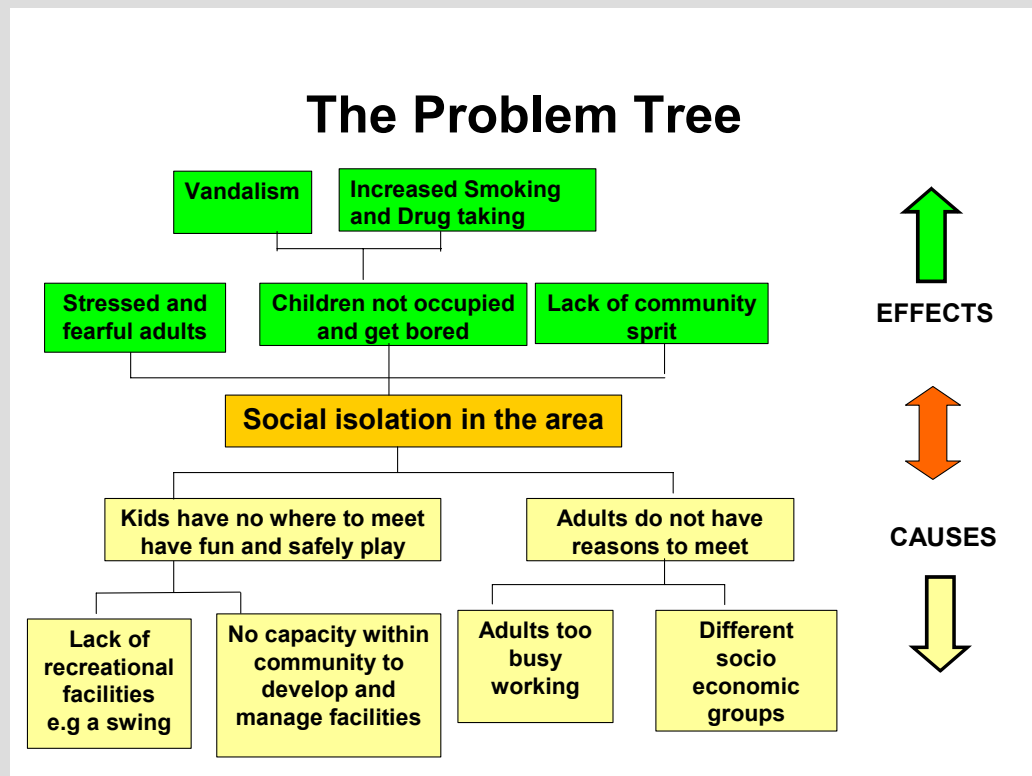 The Problem Tree
Vandalism
Increased Smoking
and Drug taking
Stressed and
fearful adults
Children not occupied
and get bored
Lack of community
sprit
EFFECTS
Social isolation in the area
Kids have no where to meet
have fun and safely play
Adults do not have
reasons to meet
CAUSES
Lack of
recreational
facilities
e.g a swing
No capacity within
community to
develop and
manage facilities
Adults too
busy
working
Different
socio
economic
groups